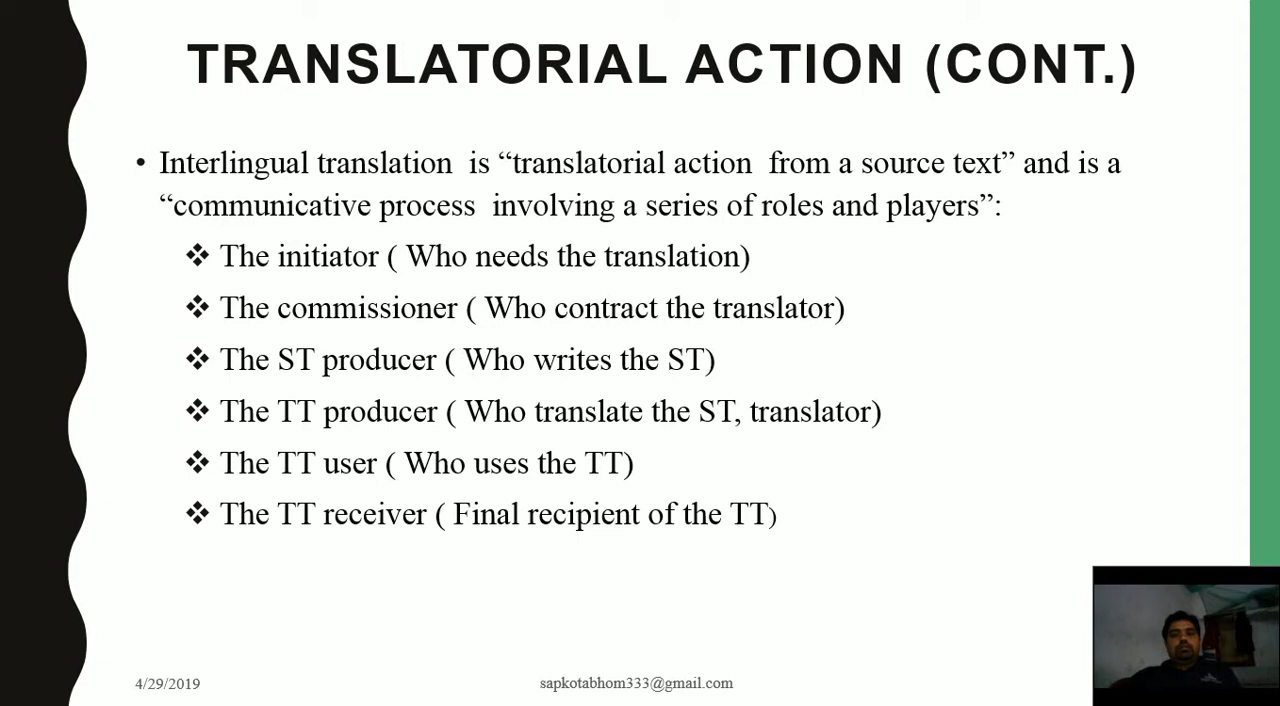 TRANSLATORIAL ACTION (CONT.)
• Interlingual translation is “translatorial action from a source text” and is a
“communicative process involving a series of roles and players”:
❖ The initiator ( Who needs the translation)
❖ The commissioner ( Who contract the translator)
❖ The ST producer ( Who writes the ST)
❖ The TT producer ( Who translate the ST, translator)
❖ The TT user ( Who uses the TT)
❖ The TT receiver ( Final recipient of the TT)
4/29/2019
sapkotabhom333@gmail.com